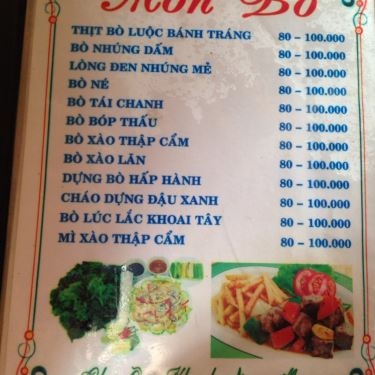 Món Bò
THỊT BÒ LUỘC BÁNH TRÁNG 80 – 100.000
BÒ NHÚNG DẤM 80 – 100.000
LÒNG ĐEN NHÚNG MẺ 80 – 100.000
BÒ NÉ 80 – 100.000
BÒ TÁI CHANH 80 – 100.000
BÒ BÓP THẤU 80 – 100.000
BÒ XÀO THẬP CẨM 80 – 100.000
BÒ XÀO LĂN 80 – 100.000
DỰNG BÒ HẤP HÀNH 80 – 100.000
CHÁO DỰNG ĐẬU XANH 80 – 100.000
BÒ LÚC LẮC KHOAI TÂY 80 – 100.000
MÌ XÀO THẬP CẨM 80 – 100.000